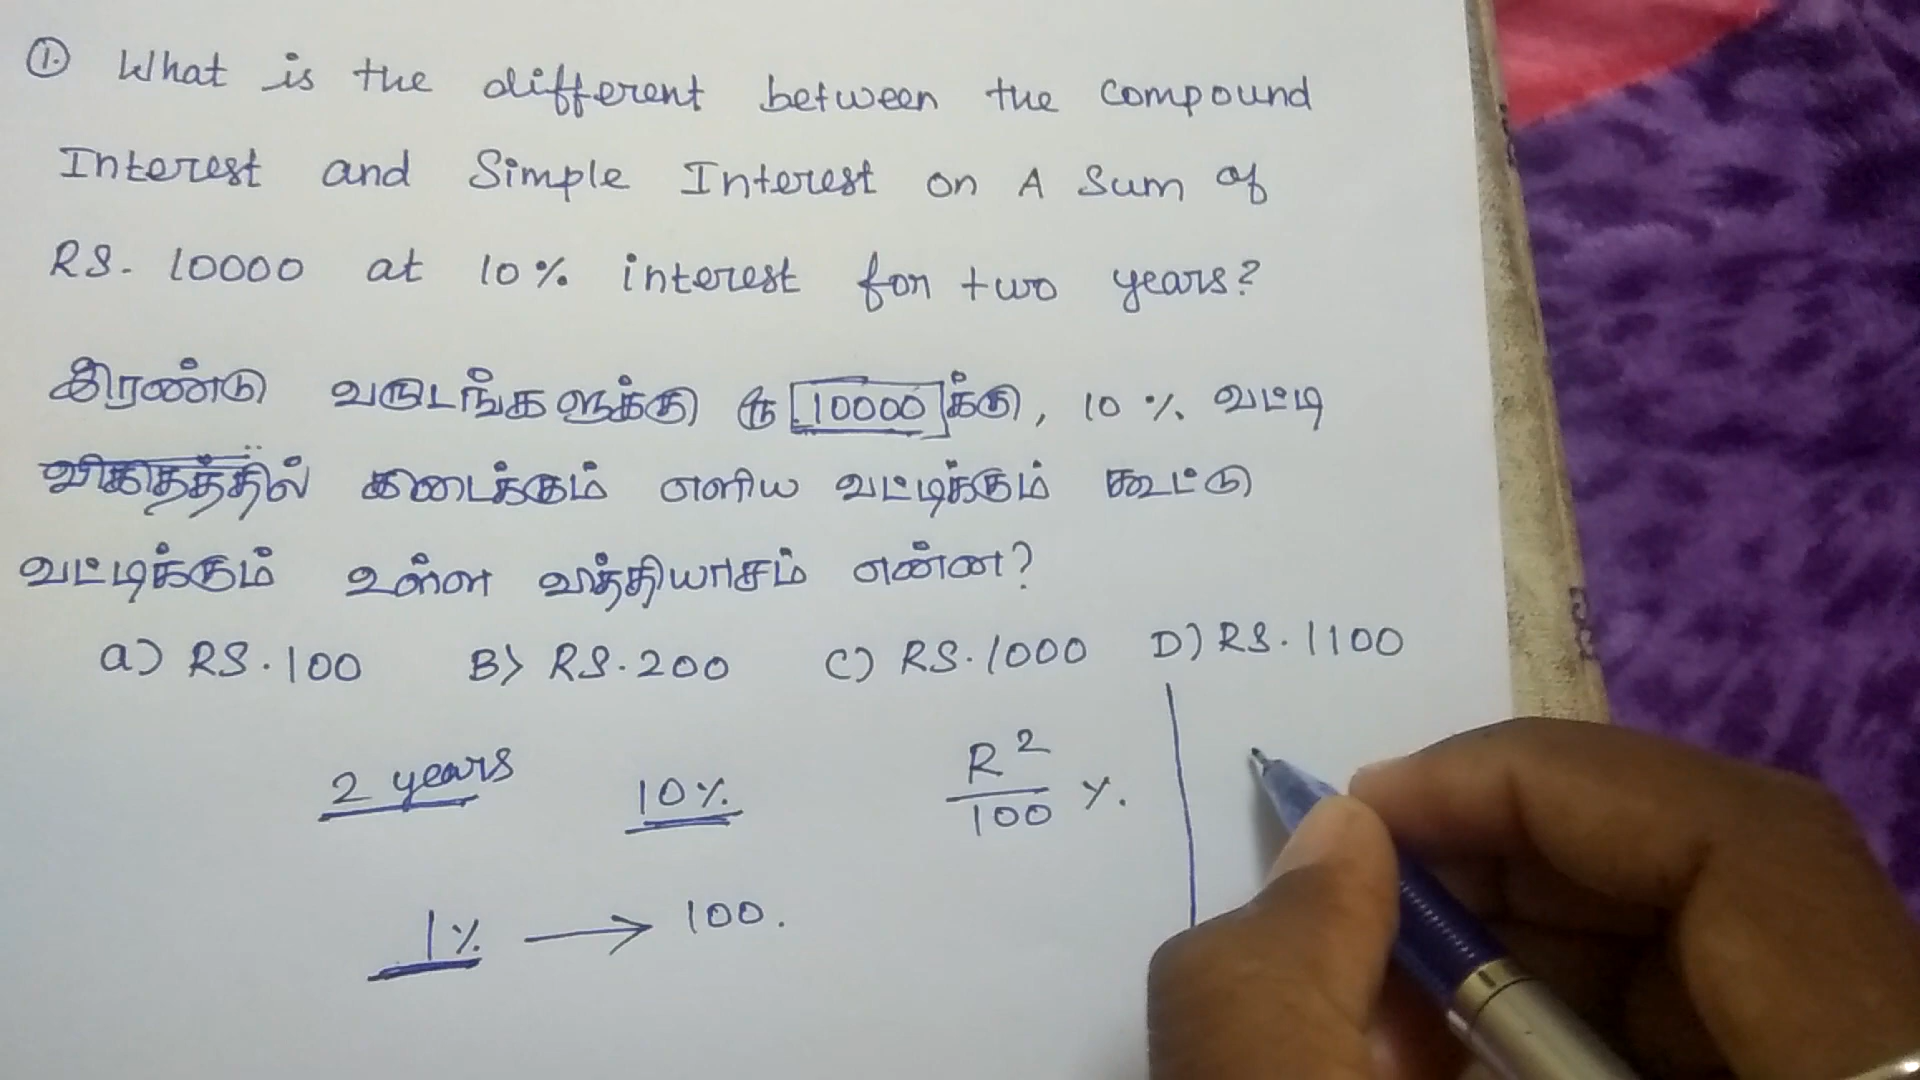 1. What is the different between the compound
Interest and Simple Interest on A Sum of
RS. 10000 at 10% interest for two years?
இரண்டு வருடங்களுக்கு ரூ 10000க்கு, 10% வட்டி
விகிதத்தில் கிடைக்கும் எளிய வட்டிக்கும் கூட்டு
வட்டிக்கும் உள்ள வித்தியாசம் என்ன?
a) RS. 100 B) RS. 200 C) RS. 1000 D) RS. 1100
2 years 10% R²/100 %.
1% → 100.